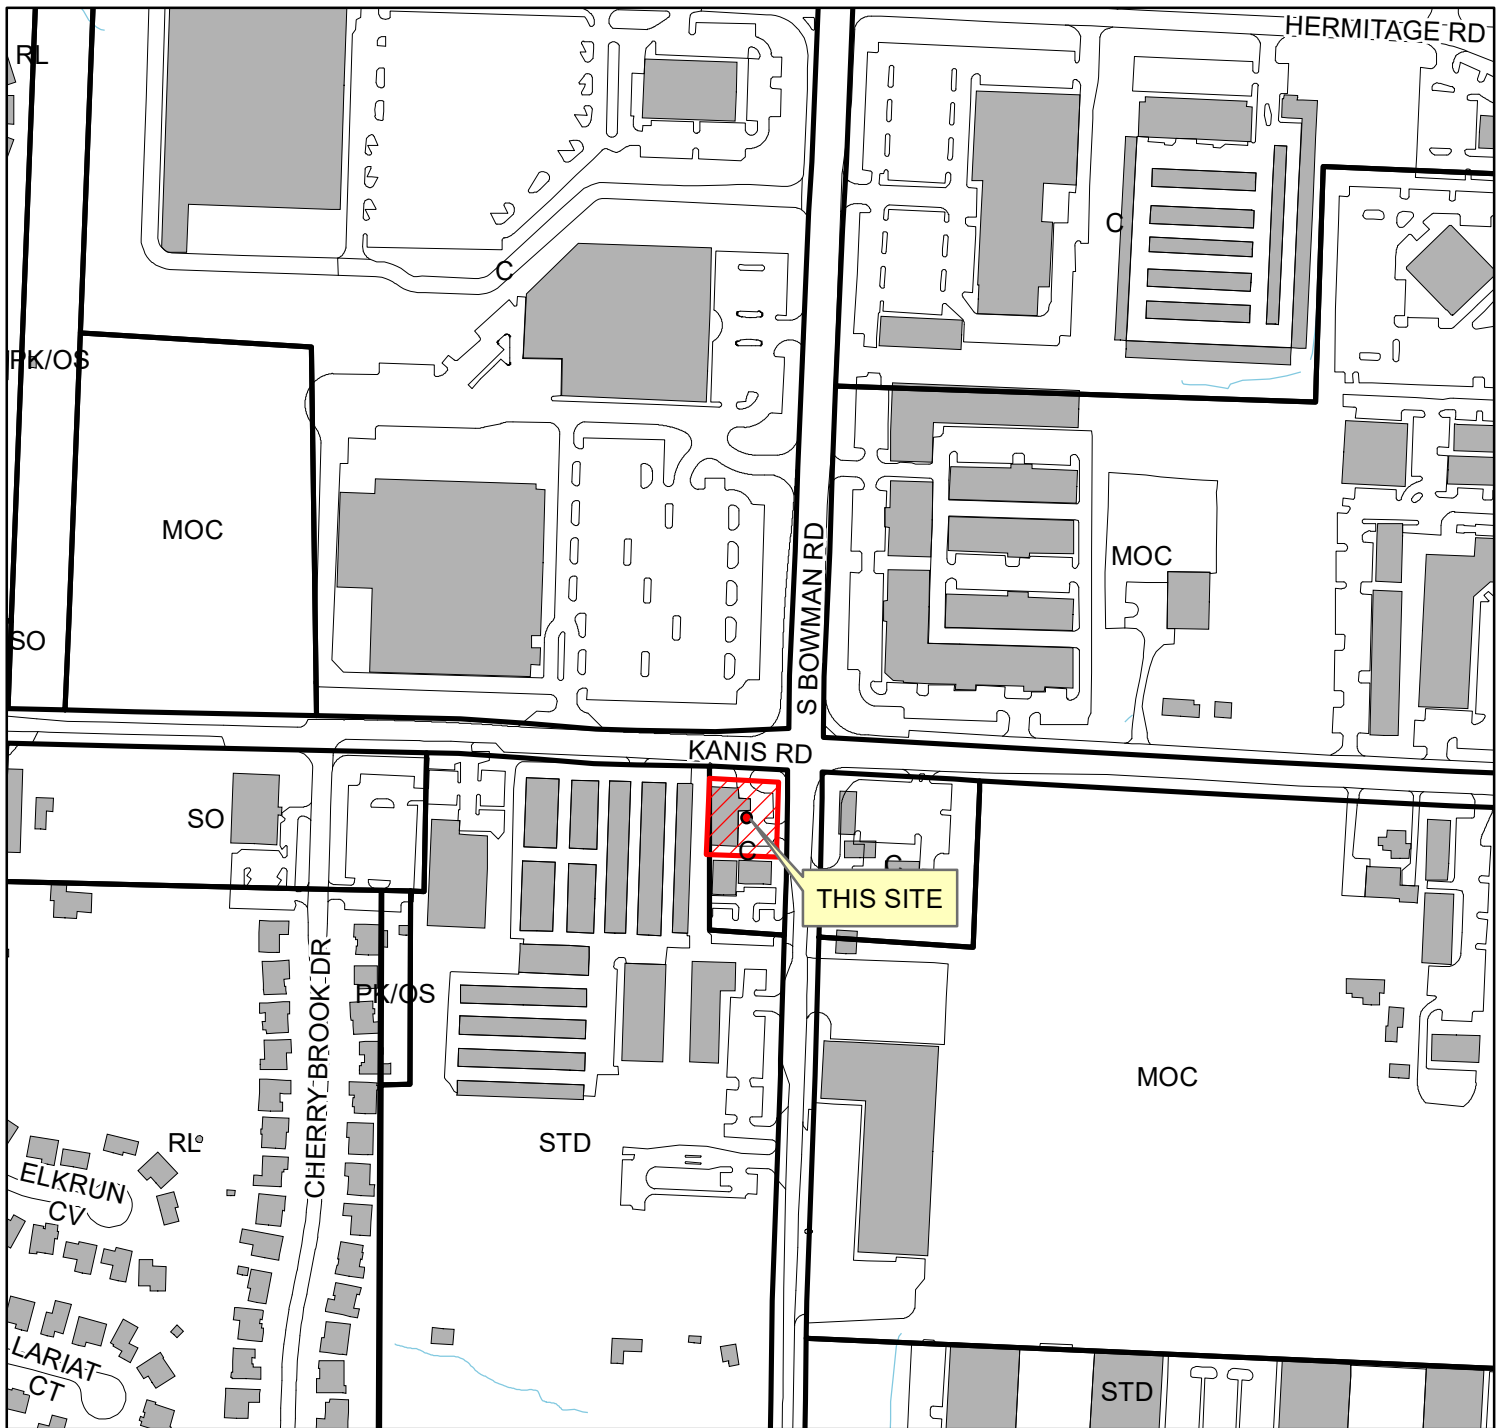 HERMITAGE RD
RL
C
C
PK/OS
MOC
S BOWMAN RD
MOC
SO
KANIS RD
SO
C
C
THIS SITE
CHERRY BROOK DR
PK/OS
MOC
RL
STD
ELKRUN
CV
LARIAT
CT
STD